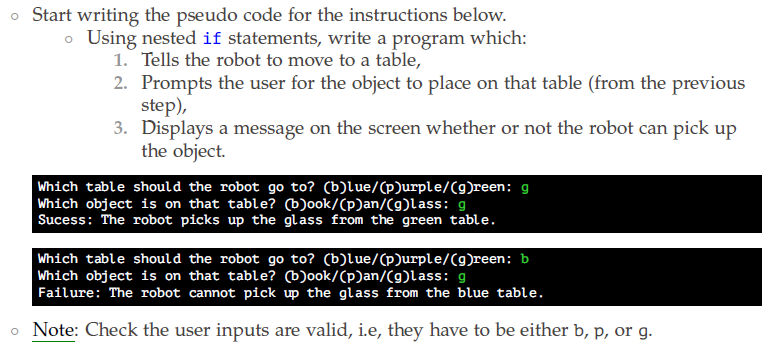 Start writing the pseudo code for the instructions below.
Using nested if statements, write a program which:
1. Tells the robot to move to a table,
2. Prompts the user for the object to place on that table (from the previous
step),
3. Displays a message on the screen whether or not the robot can pick up
the object.
Which table should the robot go to? (b)lue/(p)urple/(g)reen: g
Which object is on that table? (b)ook/(p)an/(g)lass: g
Sucess: The robot picks up the glass from the green table.
Which table should the robot go to? (b)lue/(p)urple/(g)reen: b
Which object is on that table? (b)ook/(p)an/(g)lass: g
Failure: The robot cannot pick up the glass from the blue table.
Note: Check the user inputs are valid, i.e, they have to be either b, p, or g.